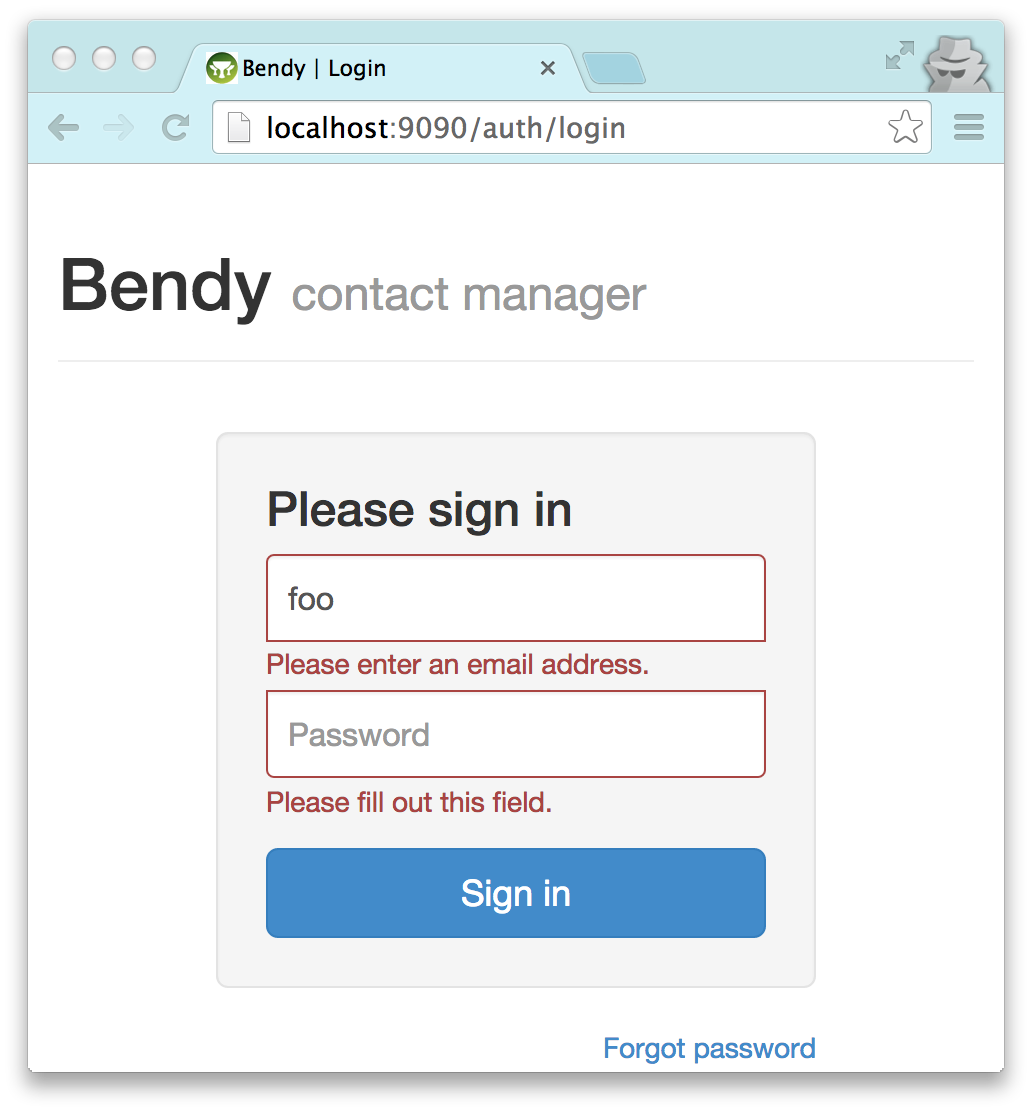 Bendy | Login
localhost:9090/auth/login
Bendy contact manager
Please sign in
foo
Please enter an email address.
Password
Please fill out this field.
Sign in
Forgot password